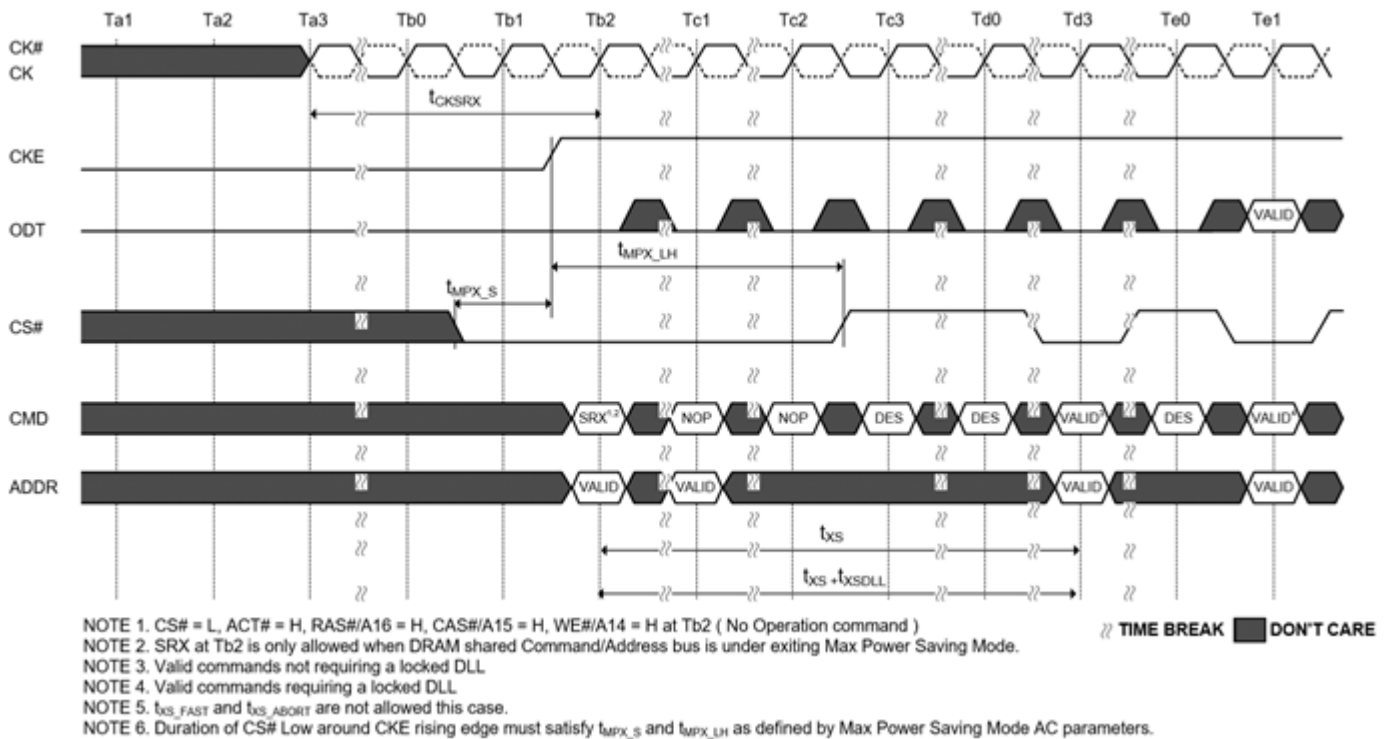 Ta1 Ta2 Ta3 Tb0 Tb1 Tb2 Tc1 Tc2 Tc3 Td0 Td3 Te0 Te1
CK#
CK
tCKSRX
CKE
ODT
VALID
tMPX_LH
tMPX_S
CS#
CMD
SRX1,2 NOP NOP DES DES VALID3 DES VALID4
ADDR
VALID VALID VALID VALID
tXS
tXS +tXSDLL
NOTE 1. CS# = L, ACT# = H, RAS#/A16 = H, CAS#/A15 = H, WE#/A14 = H at Tb2 ( No Operation command )
TIME BREAK DON"T CARE
NOTE 2. SRX at Tb2 is only allowed when DRAM shared Command/Address bus is under exiting Max Power Saving Mode.
NOTE 3. Valid commands not requiring a locked DLL
NOTE 4. Valid commands requiring a locked DLL
NOTE 5. tXS_FAST and tXS_ABORT are not allowed this case.
NOTE 6. Duration of CS# Low around CKE rising edge must satisfy tMPX_S and tMPX_LH as defined by Max Power Saving Mode AC parameters.